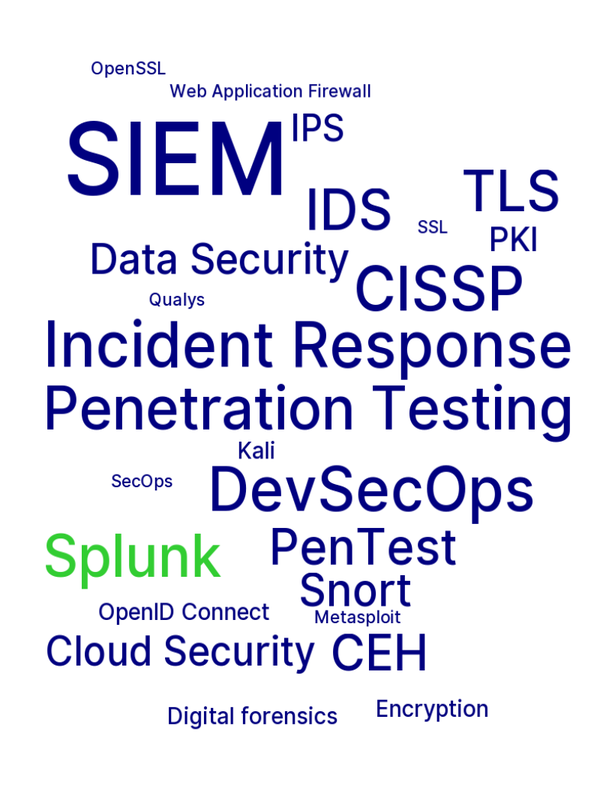 OpenSSL
Web Application Firewall
SIEM
IPS
IDS
TLS
SSL
PKI
Data Security
CISSP
Qualys
Incident Response
Penetration Testing
Kali
SecOps
DevSecOps
Splunk
PenTest
Snort
OpenID Connect
Metasploit
Cloud Security
CEH
Digital forensics
Encryption